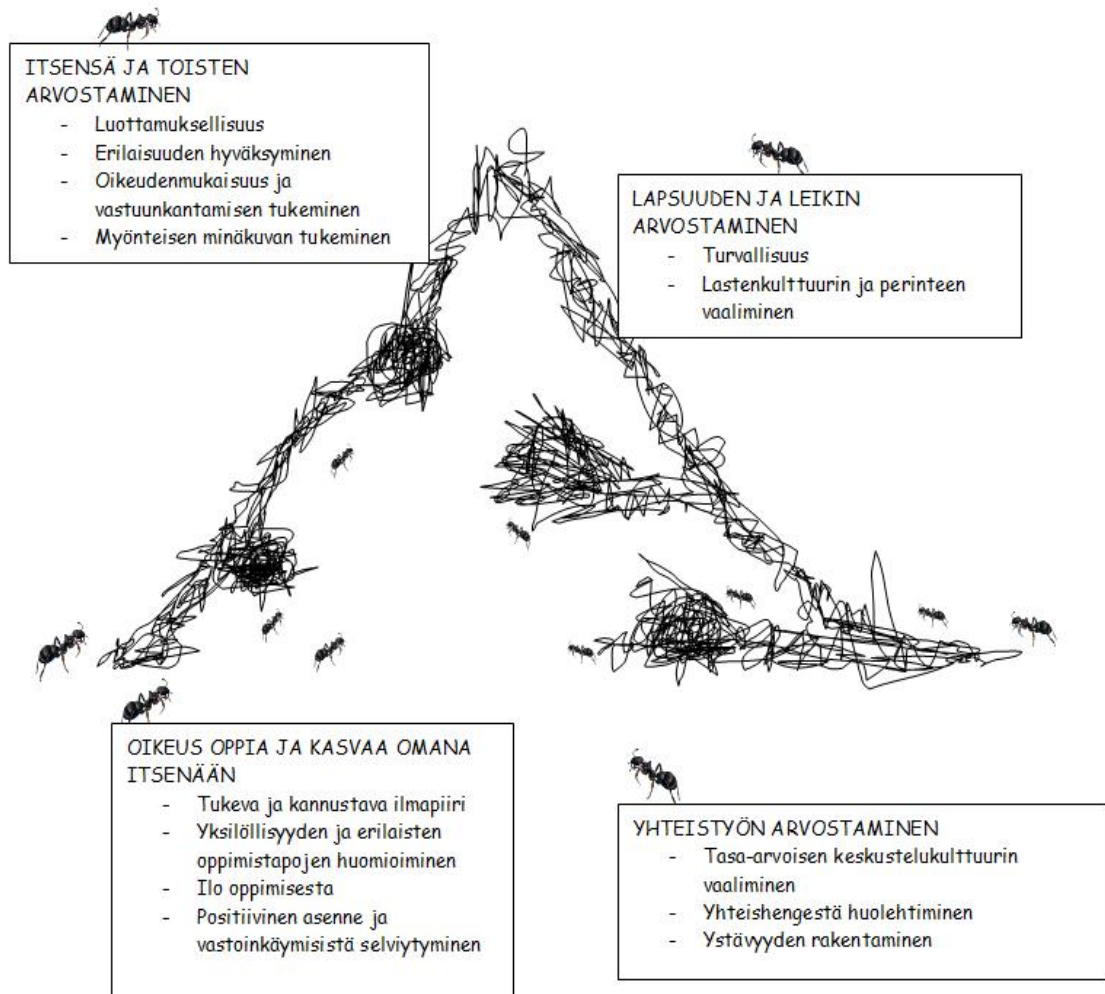 ITSENSÄ JA TOISTEN
ARVOSTAMINEN
- Luottamuksellisuus
- Erilaisuuden hyväksyminen
- Oikeudenmukaisuus ja
vastuunkantamisen tukeminen
- Myönteisen minäkuvan tukeminen
LAPSUUDEN JA LEIKIN
ARVOSTAMINEN
- Turvallisuus
- Lastenkulttuurin ja perinteen
vaaliminen
OIKEUS OPPIA JA KASVAA OMANA
ITSENÄÄN
- Tukeva ja kannustava ilmapiiri
- Yksilöllisyyden ja erilaisten
oppimistapojen huomioiminen
- Ilo oppimisesta
- Positiivinen asenne ja
vastoinkäymisistä selviytyminen
YHTEISTYÖN ARVOSTAMINEN
- Tasa-arvoisen keskustelukulttuurin
vaaliminen
- Yhteishengestä huolehtiminen
- Ystävyyden rakentaminen